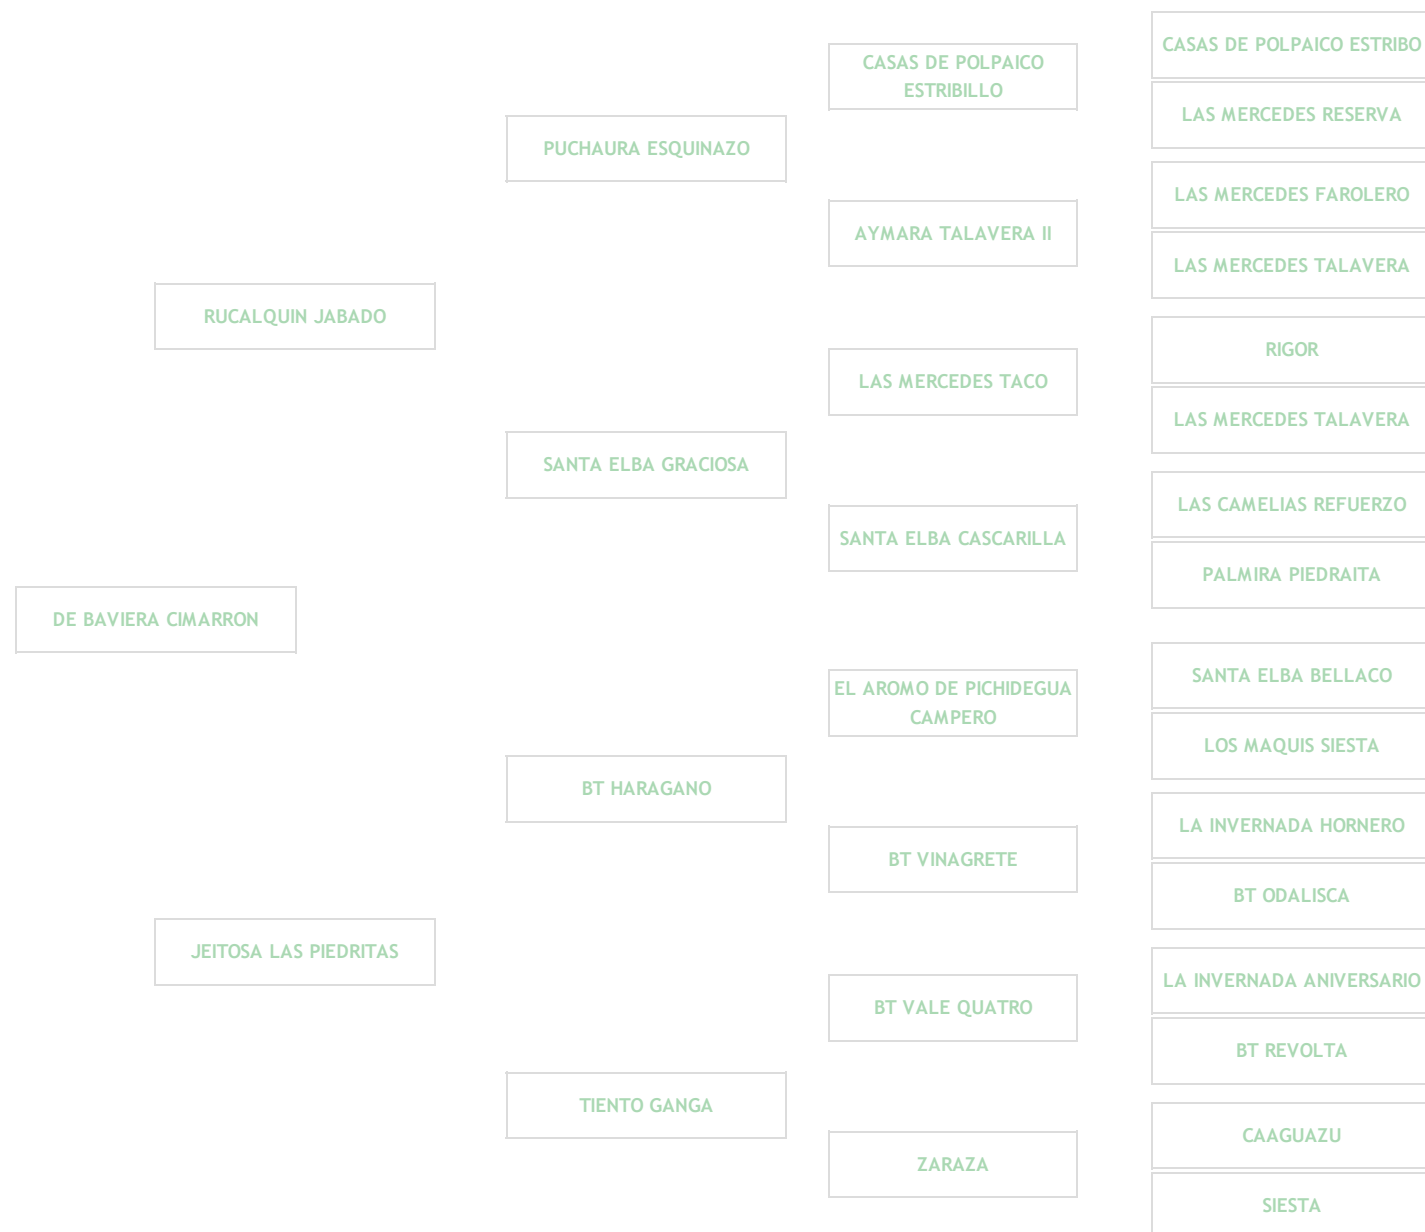 CASAS DE POLPAICO ESTRIBO
CASAS DE POLPAICO
ESTRIBILLO
LAS MERCEDES RESERVA
PUCHAURA ESQUINAZO
LAS MERCEDES FAROLERO
AYMARA TALAVERA II
LAS MERCEDES TALAVERA
RUCALQUIN JABADO
RIGOR
LAS MERCEDES TACO
LAS MERCEDES TALAVERA
SANTA ELBA GRACIOSA
LAS CAMELIAS REFUERZO
SANTA ELBA CASCARILLA
PALMIRA PIEDRAITA
DE BAVIERA CIMARRON
SANTA ELBA BELLACO
EL AROMO DE PICHIDEGUA
CAMPERO
LOS MAQUIS SIESTA
BT HARAGANO
LA INVERNADA HORNERO
BT VINAGRETE
BT ODALISCA
JEITOSA LAS PIEDRITAS
LA INVERNADA ANIVERSARIO
BT VALE QUATRO
BT REVOLTA
TIENTO GANGA
CAAGUAZU
ZARAZA
SIESTA